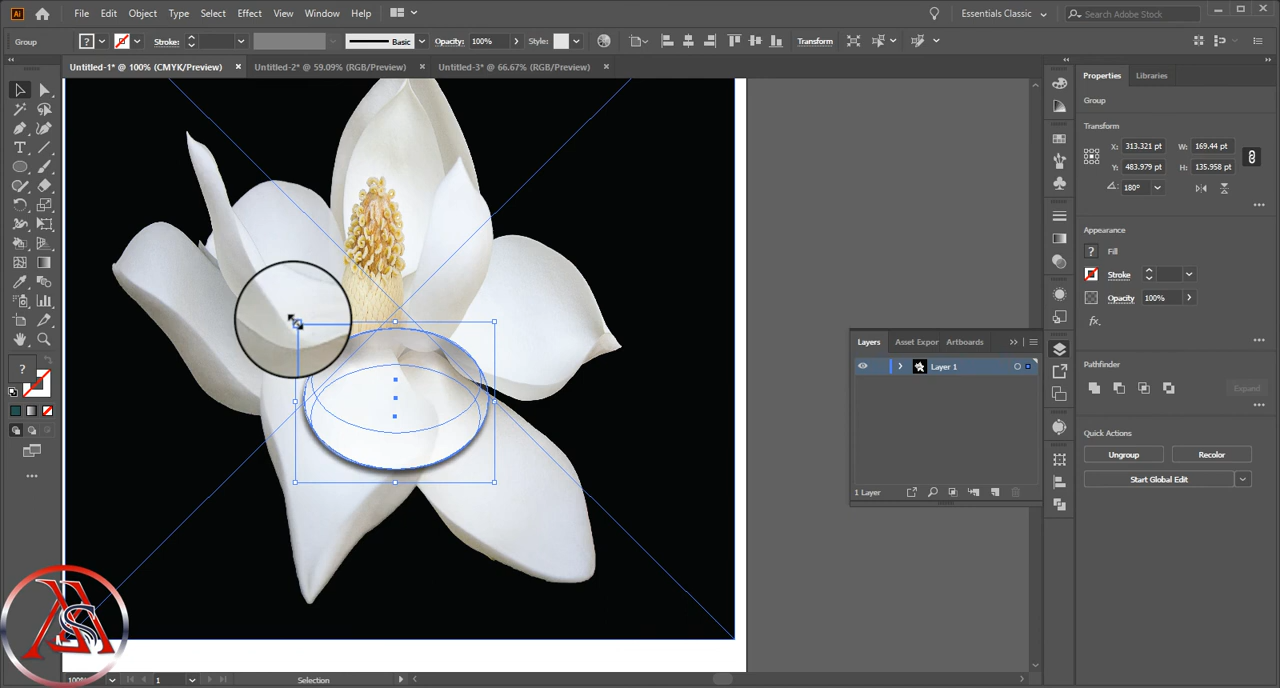 Ai File Edit Object Type Select Effect View Window Help Essentials Classic Search Adobe Stock
Group ? Stroke: Basic Opacity: 100% Style: Transform
Untitled-1* @ 100% (CMYK/Preview) × Untitled-2* @ 59.09% (RGB/Preview) × Untitled-3* @ 66.67% (RGB/Preview) ×
Properties Libraries
Group
Transform
X: 313.321 pt W: 169.44 pt
Y: 483.979 pt H: 135.958 pt
180°
Appearance
? Fill
Stroke
Opacity 100%
fx.
Pathfinder
Expand
Quick Actions
Ungroup Recolor
Start Global Edit
Layers Asset Expor Artboards
Layer 1
1 Layer
?
100% 1 Selection